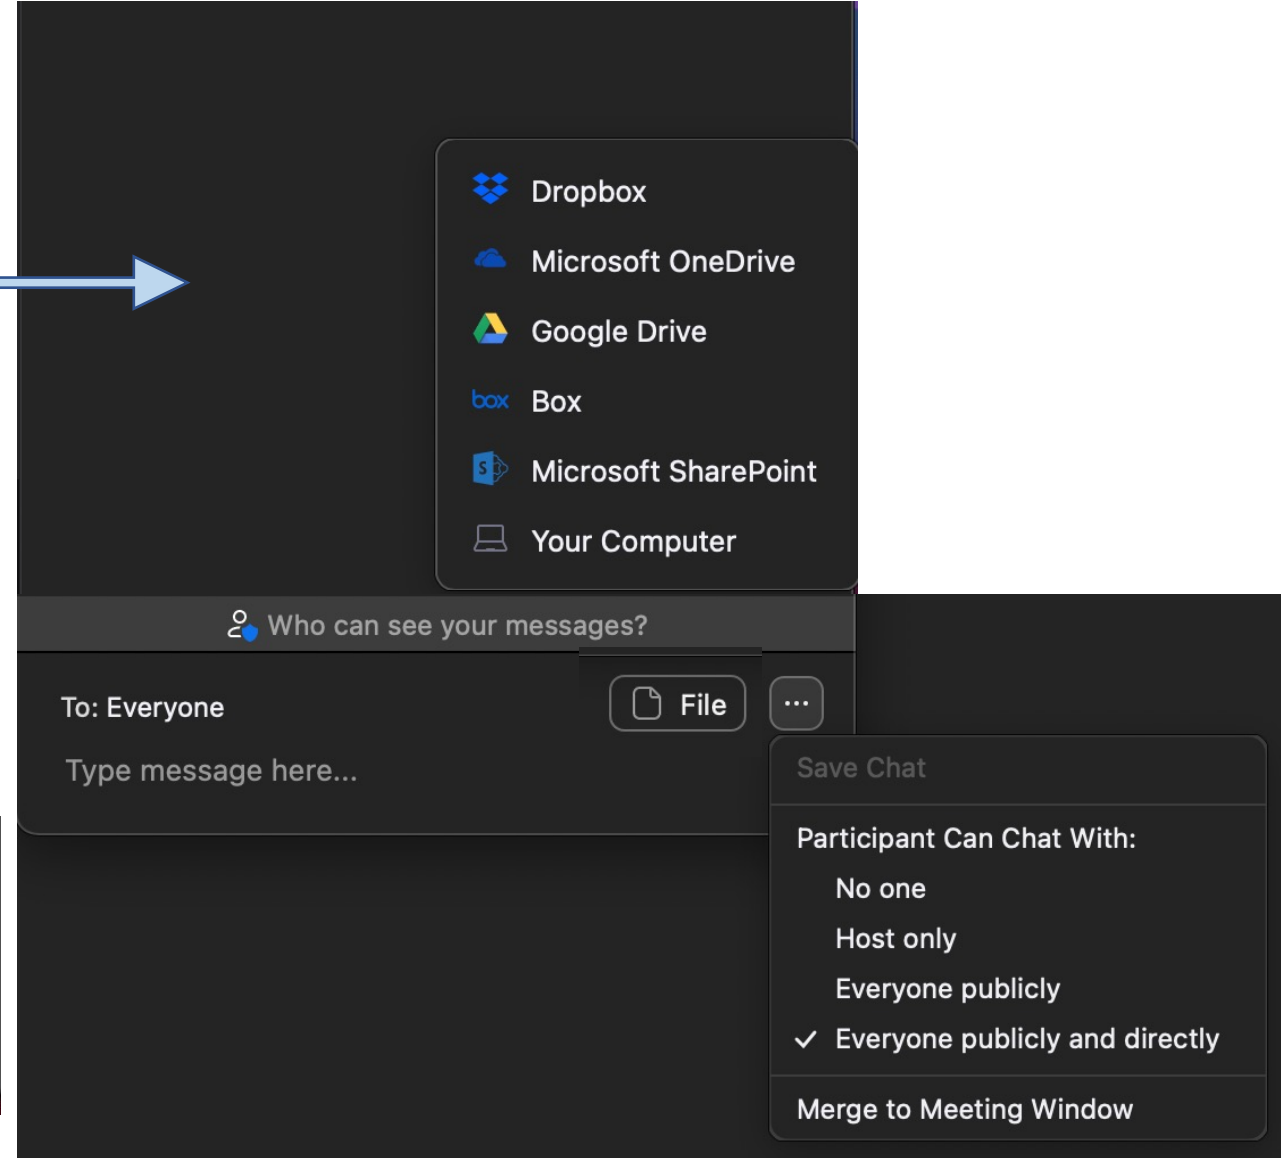 Dropbox
Microsoft OneDrive
Google Drive
box Box
S Microsoft SharePoint
Your Computer
Who can see your messages?
To: Everyone
File
...
Type message here...
Save Chat
Participant Can Chat With:
No one
Host only
Everyone publicly
✓ Everyone publicly and directly
Merge to Meeting Window